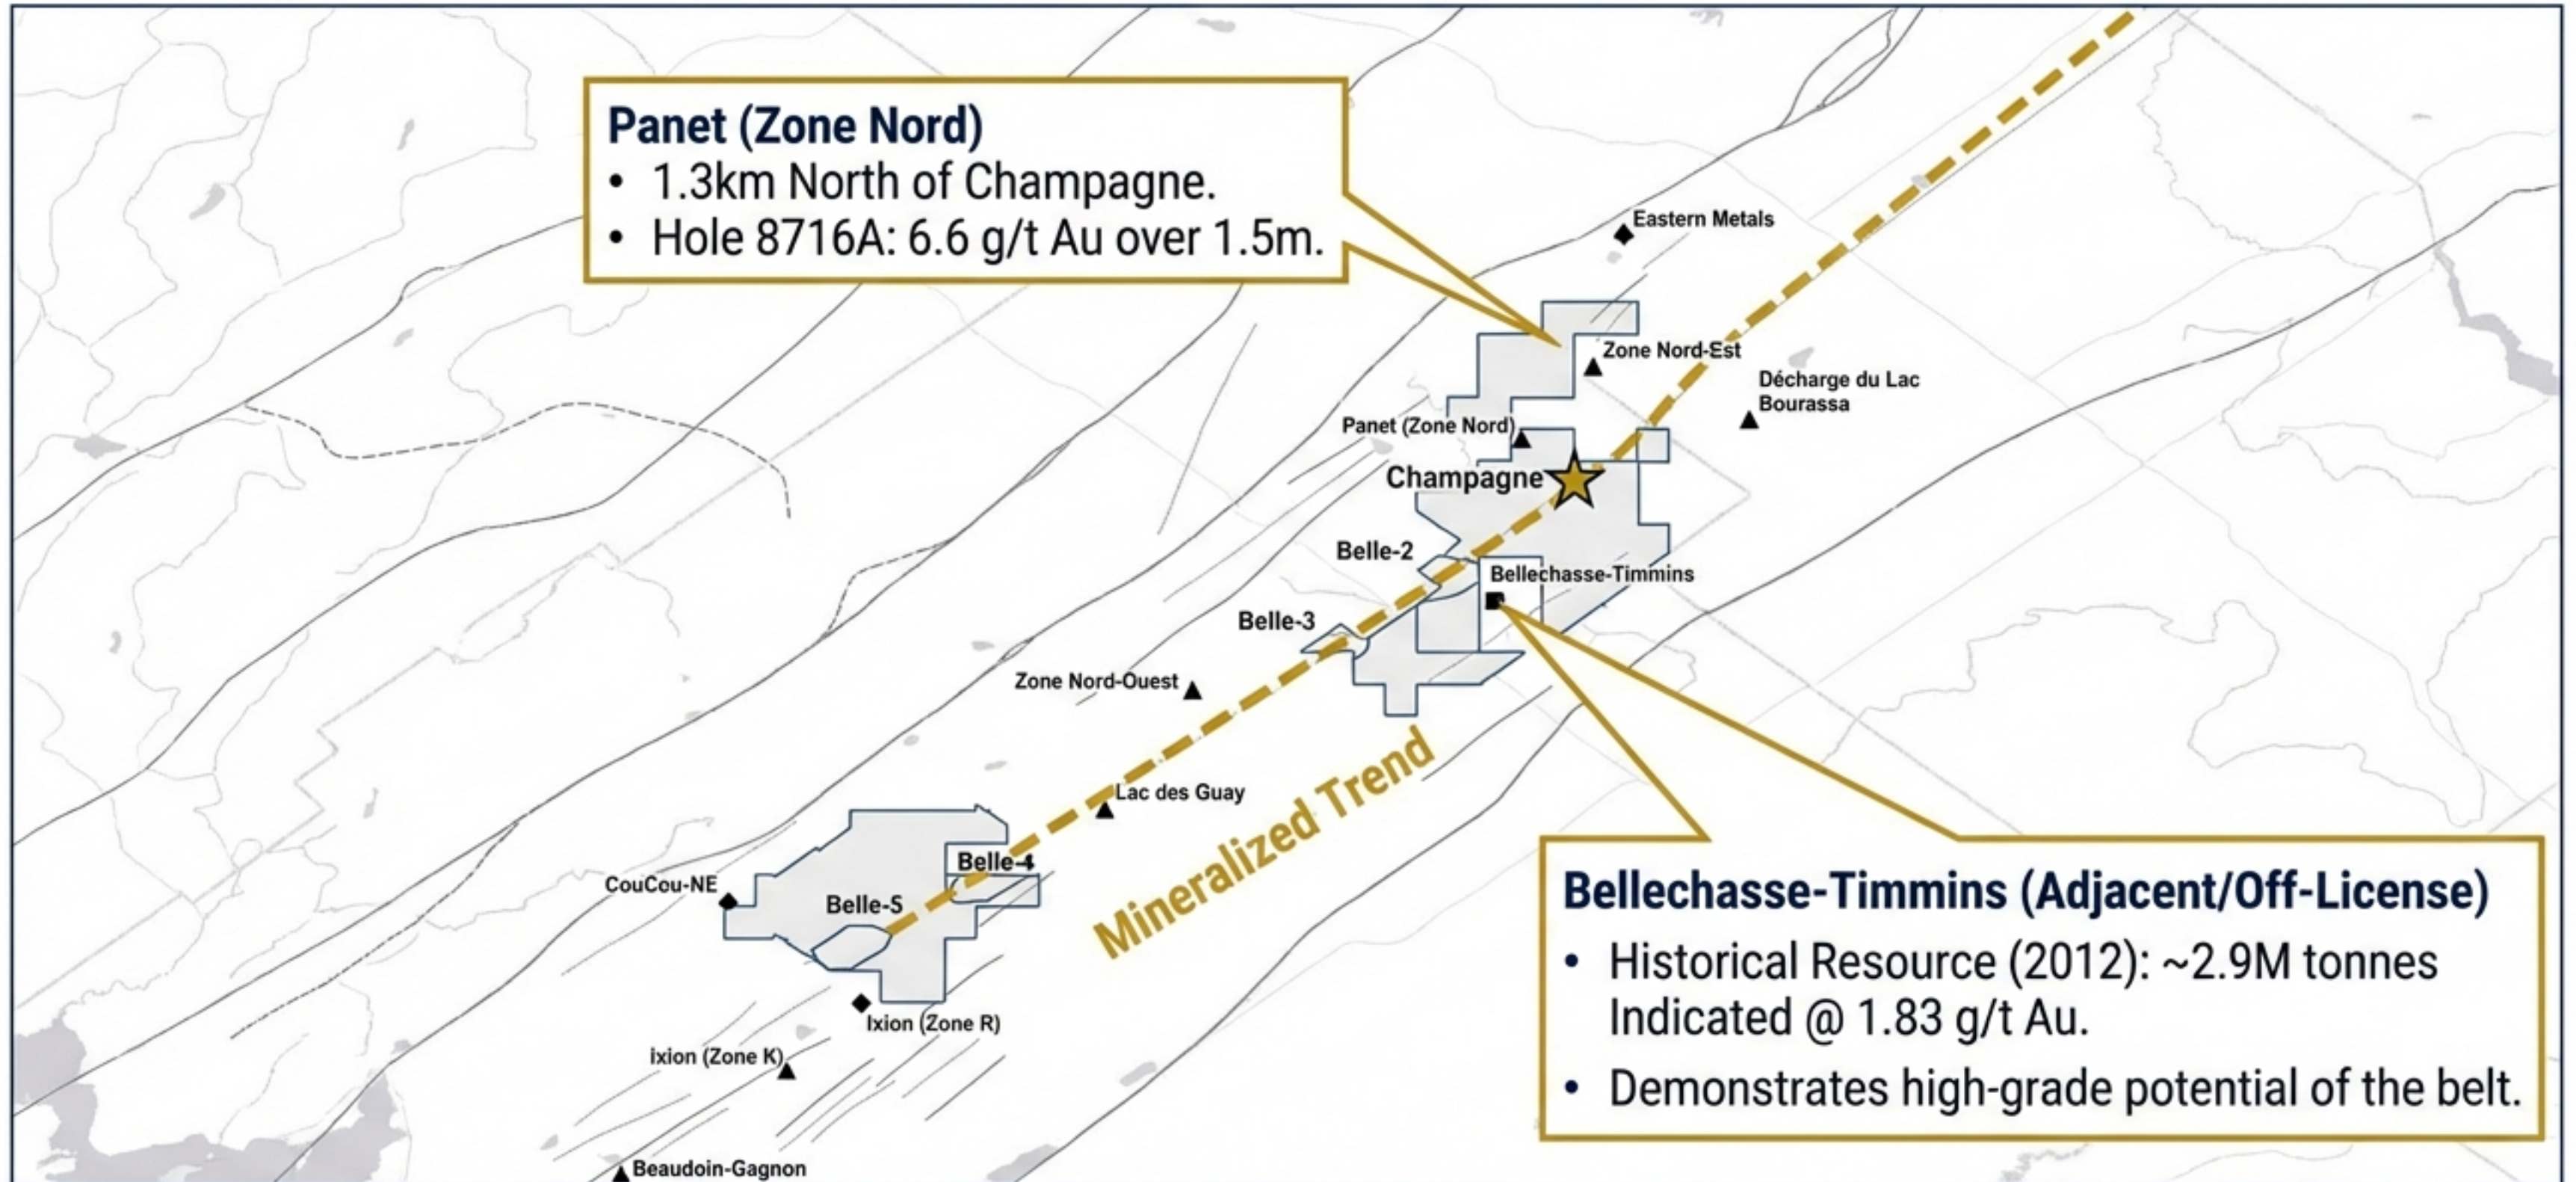 Panet (Zone Nord)
• 1.3km North of Champagne.
• Hole 8716A: 6.6 g/t Au over 1.5m.
Eastern Metals
Zone Nord-Est
Décharge du Lac
Bourassa
Panet (Zone Nord)
Champagne
Belle-2
Bellechasse-Timmins
Belle-3
Zone Nord-Ouest
Mineralized Trend
Lac des Guay
Belle-4
CouCou-NE
Belle-5
Ixion (Zone R)
ixion (Zone K)
Beaudoin-Gagnon
Bellechasse-Timmins (Adjacent/Off-License)
• Historical Resource (2012): ~2.9M tonnes
Indicated @ 1.83 g/t Au.
• Demonstrates high-grade potential of the belt.